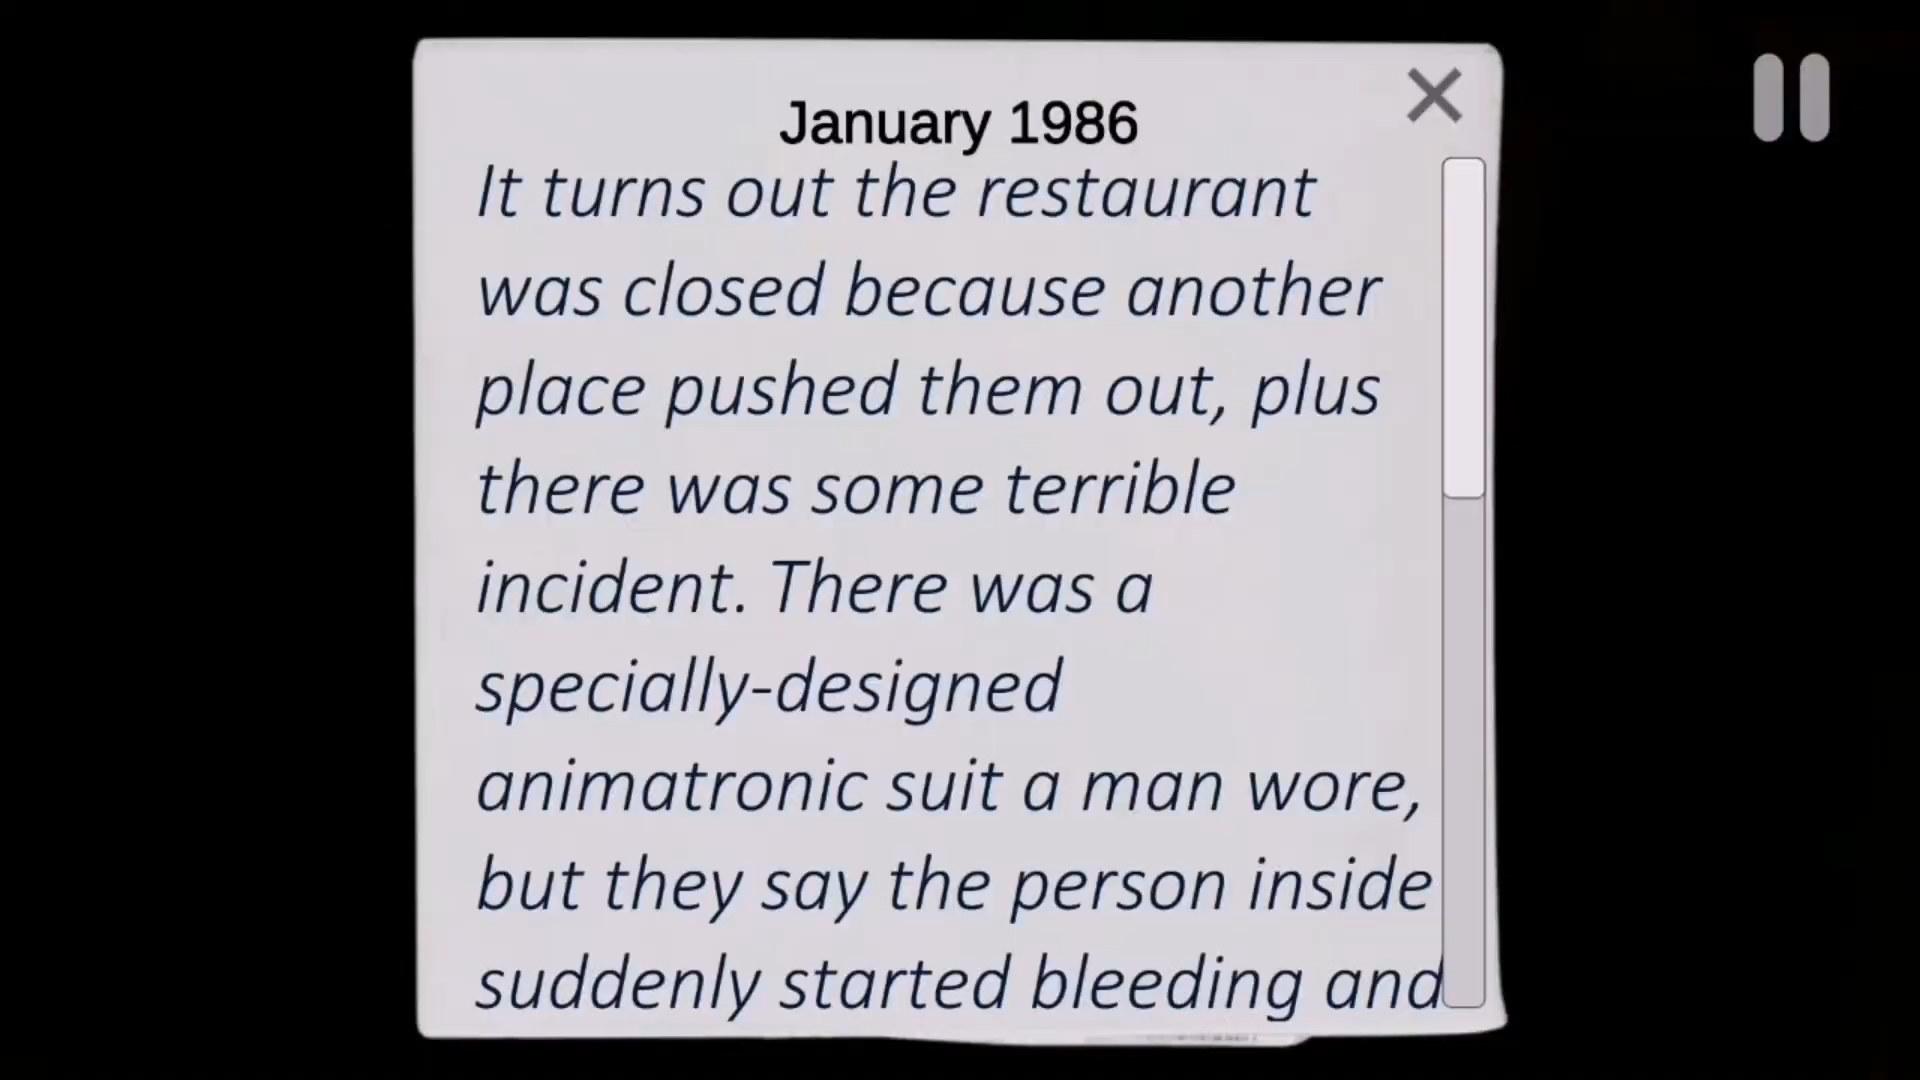 January 1986
It turns out the restaurant
was closed because another
place pushed them out, plus
there was some terrible
incident. There was a
specially-designed
animatronic suit a man wore,
but they say the person inside
suddenly started bleeding and